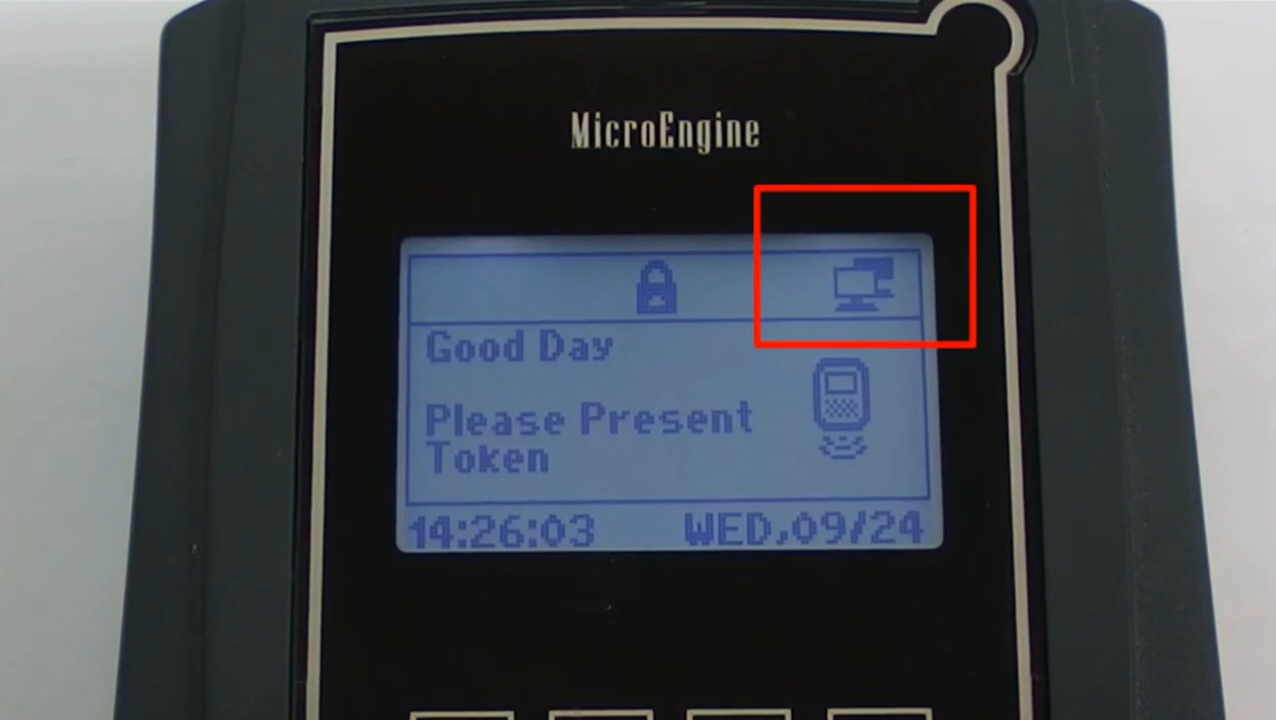 MicroEngine
Good Day
Please Present
Token
14:26:03 WED,09/24